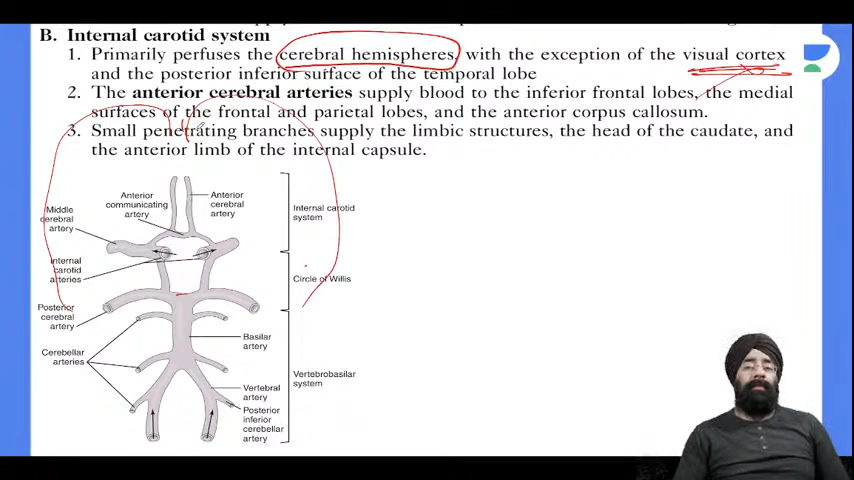 B. Internal carotid system
1. Primarily perfuses the cerebral hemispheres, with the exception of the visual cortex
and the posterior inferior surface of the temporal lobe
2. The anterior cerebral arteries supply blood to the inferior frontal lobes, the medial
surfaces of the frontal and parietal lobes, and the anterior corpus callosum.
3. Small penetrating branches supply the limbic structures, the head of the caudate, and
the anterior limb of the internal capsule.
Anterior
communicating
artery
Anterior
cerebral
artery
Middle
cerebral
artery
Internal carotid
system
Internal
carotid
arteries
Circle of Willis
Posterior
cerebral
artery
Basilar
artery
Cerebellar
arteries
Vertebrobasilar
system
Vertebral
artery
Posterior
inferior
cerebellar
artery